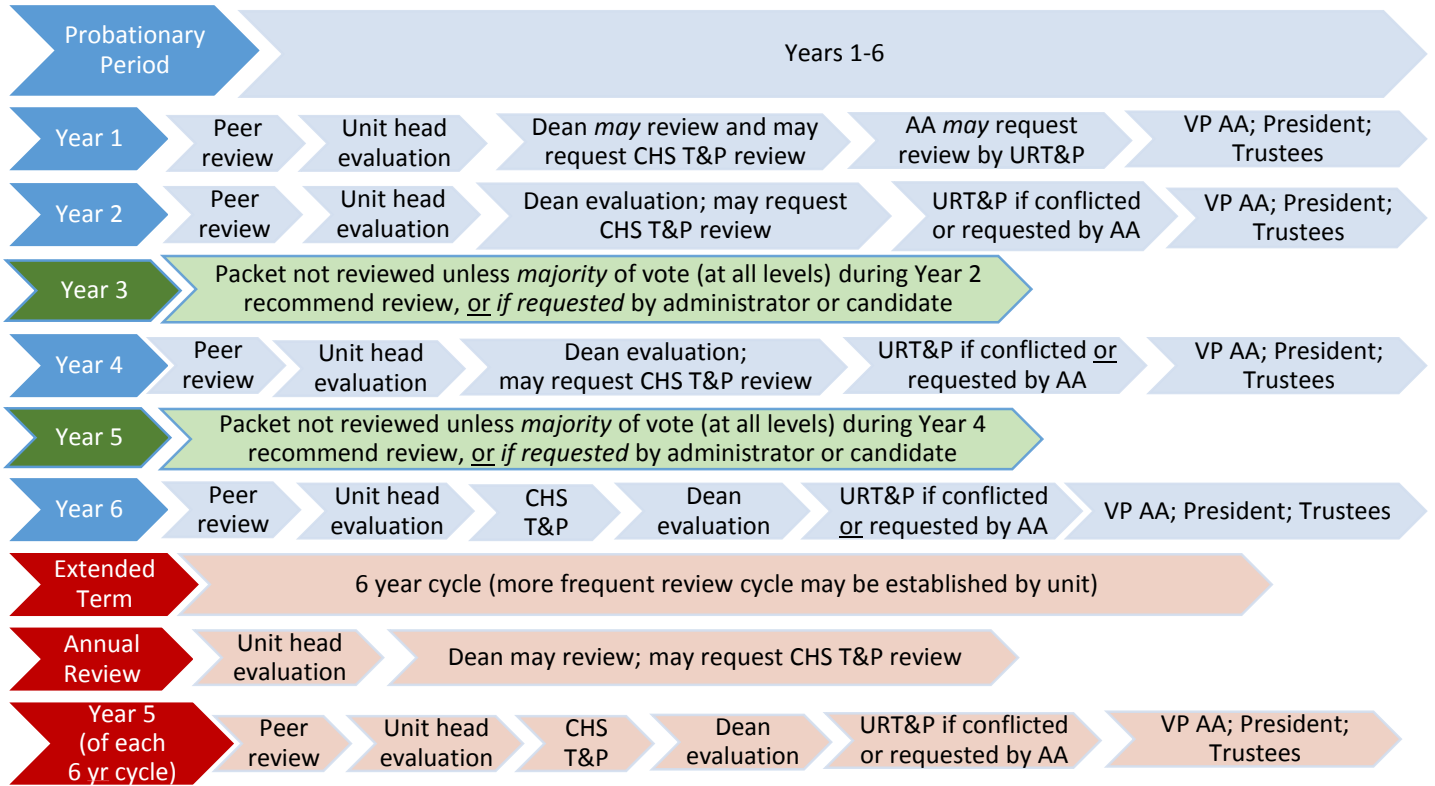 Probationary
Period
Years 1-6
Year 1
Peer
review
Unit head
evaluation
Dean may review and may
request CHS T&P review
AA may request
review by URT&P
VP AA; President;
Trustees
Year 2
Peer
review
Unit head
evaluation
Dean evaluation; may request
CHS T&P review
URT&P if conflicted
or requested by AA
VP AA; President;
Trustees
Year 3
Packet not reviewed unless majority of vote (at all levels) during Year 2
recommend review, or if requested by administrator or candidate
Year 4
Peer
review
Unit head
evaluation
Dean evaluation;
may request CHS T&P review
URT&P if conflicted or
requested by AA
VP AA; President;
Trustees
Year 5
Packet not reviewed unless majority of vote (at all levels) during Year 4
recommend review, or if requested by administrator or candidate
Year 6
Peer
review
Unit head
evaluation
CHS
T&P
Dean
evaluation
URT&P if conflicted
or requested by AA
VP AA; President; Trustees
Extended
Term
6 year cycle (more frequent review cycle may be established by unit)
Annual
Review
Unit head
evaluation
Dean may review; may request CHS T&P review
Year 5
(of each
6 yr cycle)
Peer
review
Unit head
evaluation
CHS
T&P
Dean
evaluation
URT&P if conflicted
or requested by AA
VP AA; President;
Trustees